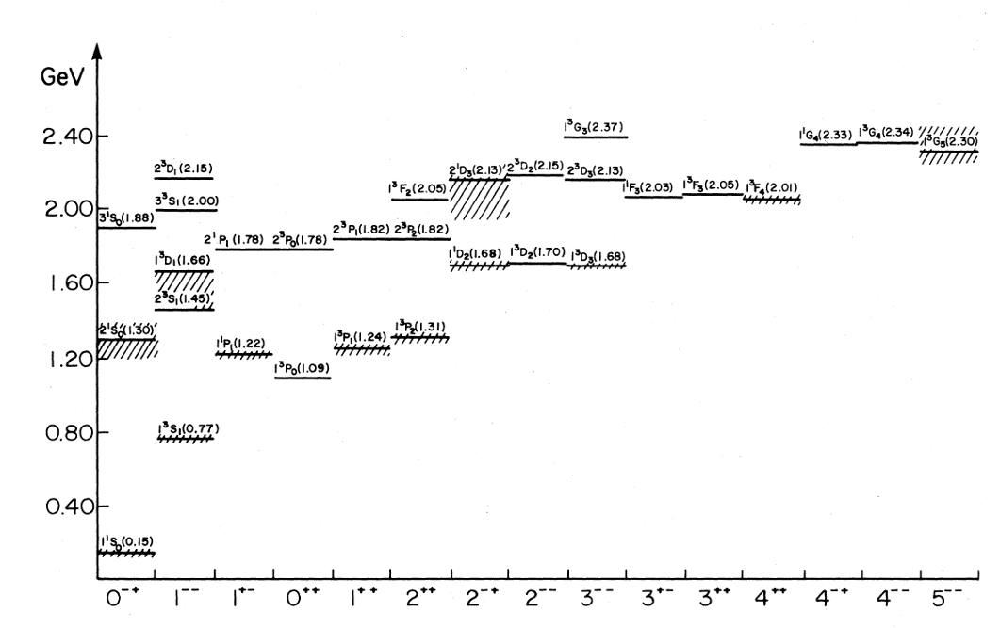 GeV
2.40
2.00
1.60
1.20
0.80
0.40
3¹S₀(1.88)
2¹S₀(1.30)
1¹S₀(0.15)
2³D₁(2.15)
3³S₁(2.00)
1³D₁(1.66)
2³S₁(1.45)
1³S₁(0.77)
2¹P₁(1.78)
1¹P₁(1.22)
2³P₀(1.78)
1³P₀(1.09)
2³P₁(1.82)
1³P₁(1.24)
1³F₂(2.05)
2³P₂(1.82)
1³P₂(1.31)
2¹D₃(2.13)
1¹D₂(1.68)
2³D₂(2.15)
1³D₂(1.70)
1³G₃(2.37)
2³D₃(2.13)
1³D₃(1.68)
1F₃(2.03)
1³F₃(2.05)
1³F₄(2.01)
1¹G₄(2.33)
1³G₄(2.34)
1³G₅(2.30)
0⁻⁺ 1⁻⁻ 1⁺⁻ 0⁺⁺ 1⁺⁺ 2⁺⁺ 2⁻⁺ 2⁻⁻ 3⁻⁻ 3⁺⁻ 3⁺⁺ 4⁺⁺ 4⁻⁺ 4⁻⁻ 5⁻⁻